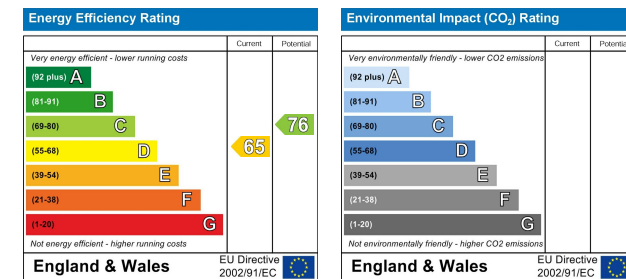 Energy Efficiency Rating
Current Potential
Very energy efficient - lower running costs
(92 plus) A
(81-91) B
(69-80) C
(55-68) D
(39-54) E
(21-38) F
(1-20) G
65
76
Not energy efficient - higher running costs
England & Wales
EU Directive
2002/91/EC
Environmental Impact (CO₂) Rating
Current Potential
Very environmentally friendly - lower CO2 emissions
(92 plus) A
(81-91) B
(69-80) C
(55-68) D
(39-54) E
(21-38) F
(1-20) G
Not environmentally friendly - higher CO2 emissions
England & Wales
EU Directive
2002/91/EC